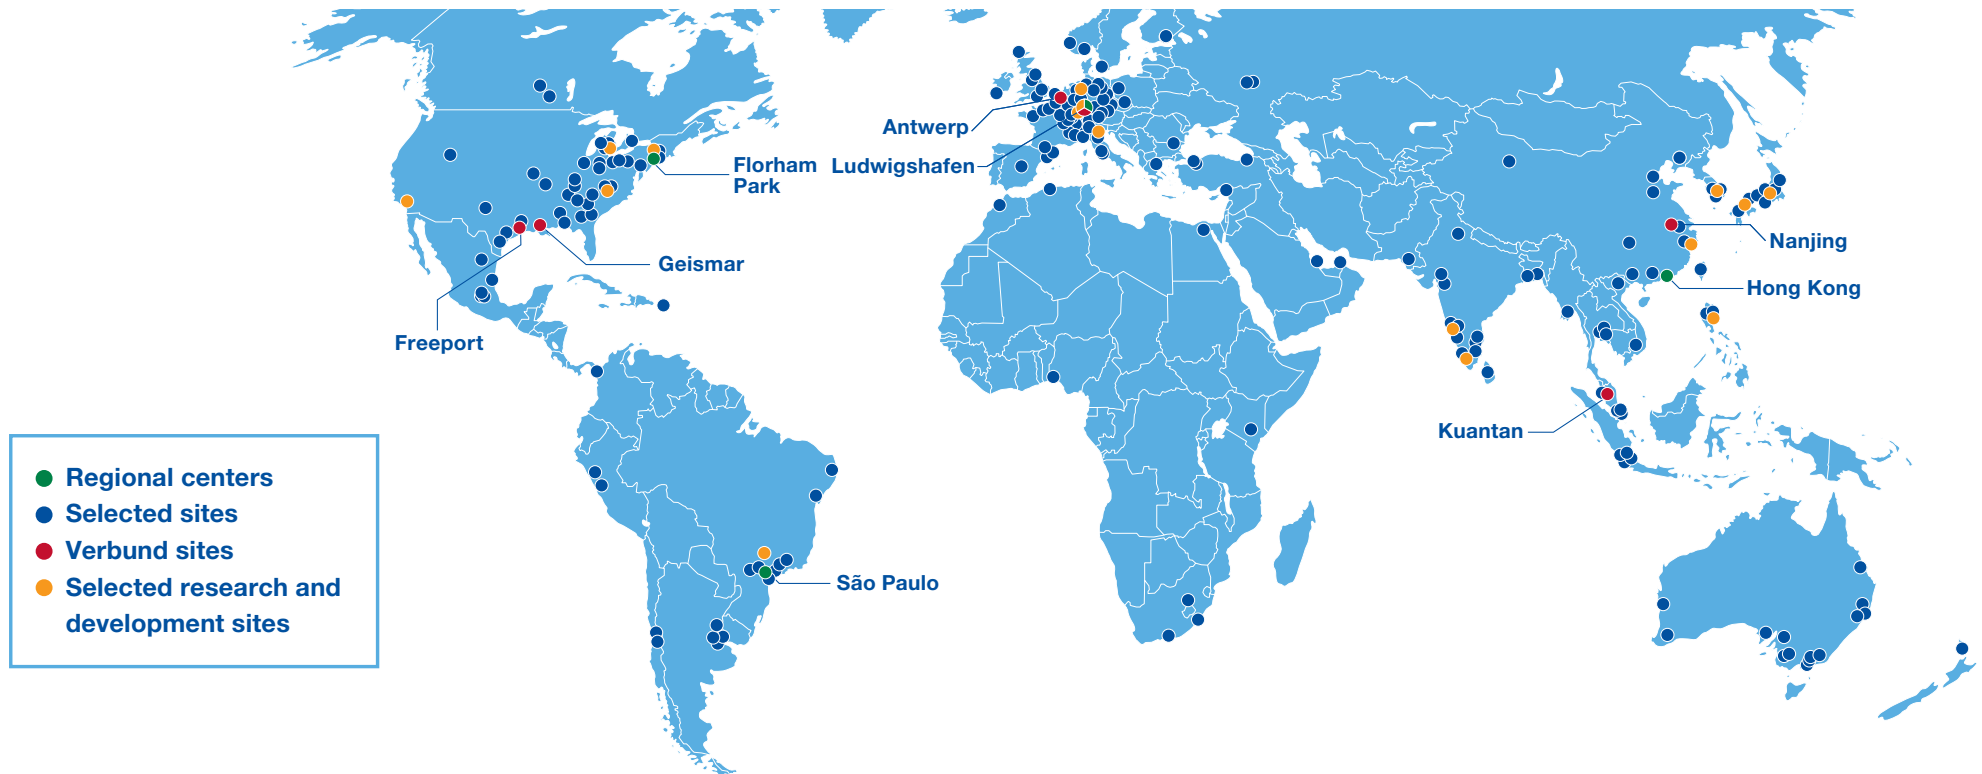 Antwerp
Ludwigshafen
Florham
Park
Geismar
Freeport
Nanjing
Hong Kong
Kuantan
São Paulo
Regional centers
Selected sites
Verbund sites
Selected research and
development sites